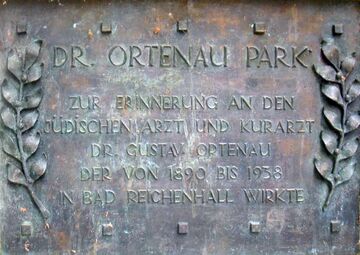 DR. ORTENAU PARK
ZUR ERINNERUNG AN DEN
JÜDISCHEN ARZT UND KURARZT
DR. GUSTAV ORTENAU
DER VON 1890 BIS 1938
IN BAD REICHENHALL WIRKTE